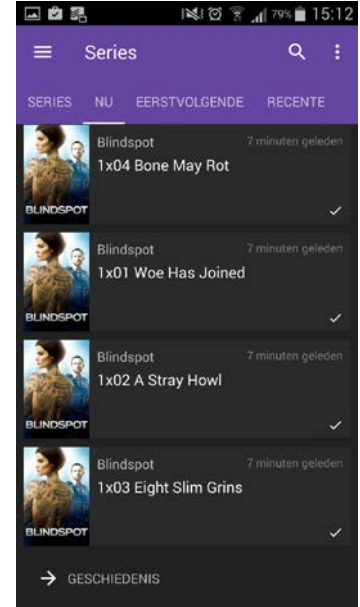 79% 15:12
Series
SERIES NU EERSTVOLGENDE RECENTE
Blindspot 7 minuten geleden
1x04 Bone May Rot
BLINDSPOT
Blindspot 7 minuten geleden
1x01 Woe Has Joined
BLINDSPOT
Blindspot 7 minuten geleden
1x02 A Stray Howl
BLINDSPOT
Blindspot 7 minuten geleden
1x03 Eight Slim Grins
BLINDSPOT
GESCHIEDENIS